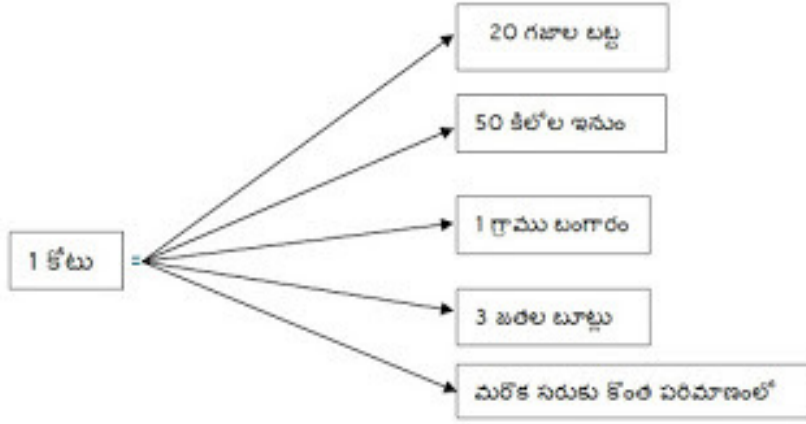 20 గజాల బట్ట
50 కిలోల ఇనుం
1 గ్రాము బంగారం
1 కోటు =
3 జతల బూట్లు
మరొక సరుకు కొంత పరిమాణంలో